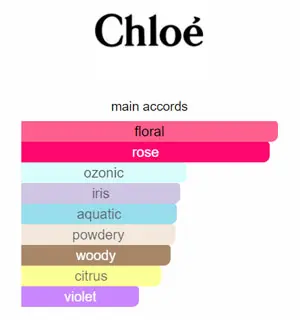 Chloé
main accords
floral
rose
ozonic
iris
aquatic
powdery
woody
citrus
violet